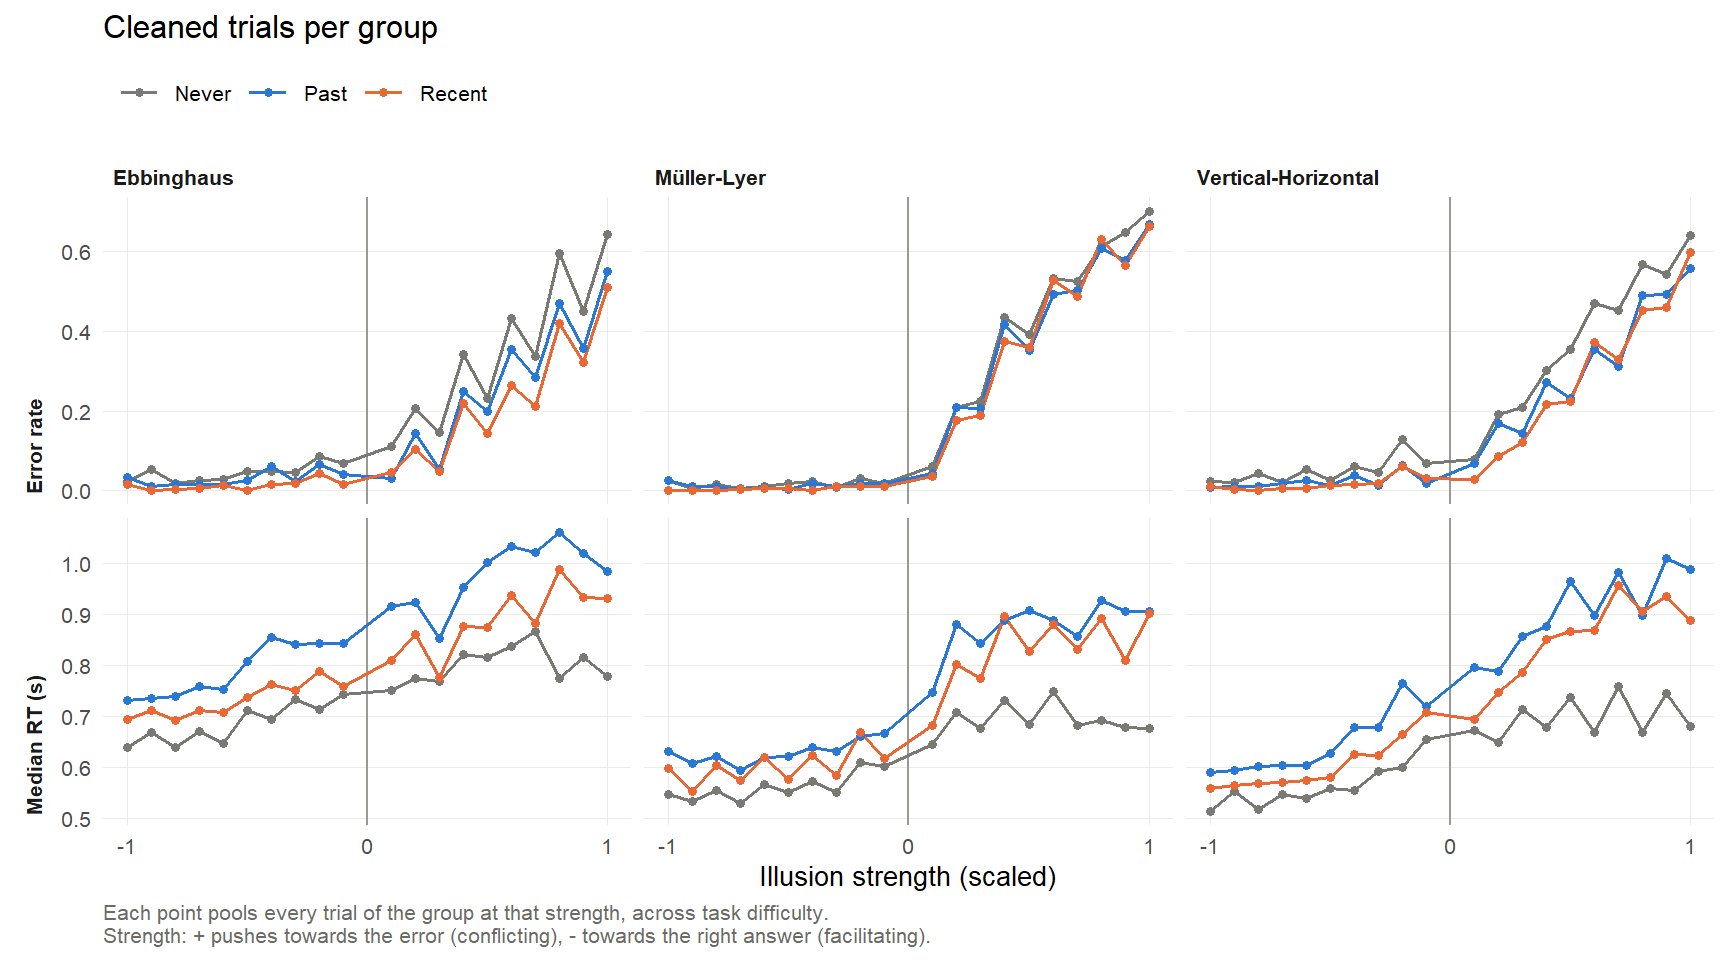 Cleaned trials per group
Never Past Recent
Ebbinghaus Müller-Lyer Vertical-Horizontal
Error rate
0.6
0.4
0.2
0.0
Median RT (s)
1.0
0.9
0.8
0.7
0.6
0.5
-1 0 1 -1 0 1 -1 0 1
Illusion strength (scaled)
Each point pools every trial of the group at that strength, across task difficulty.
Strength: + pushes towards the error (conflicting), - towards the right answer (facilitating).